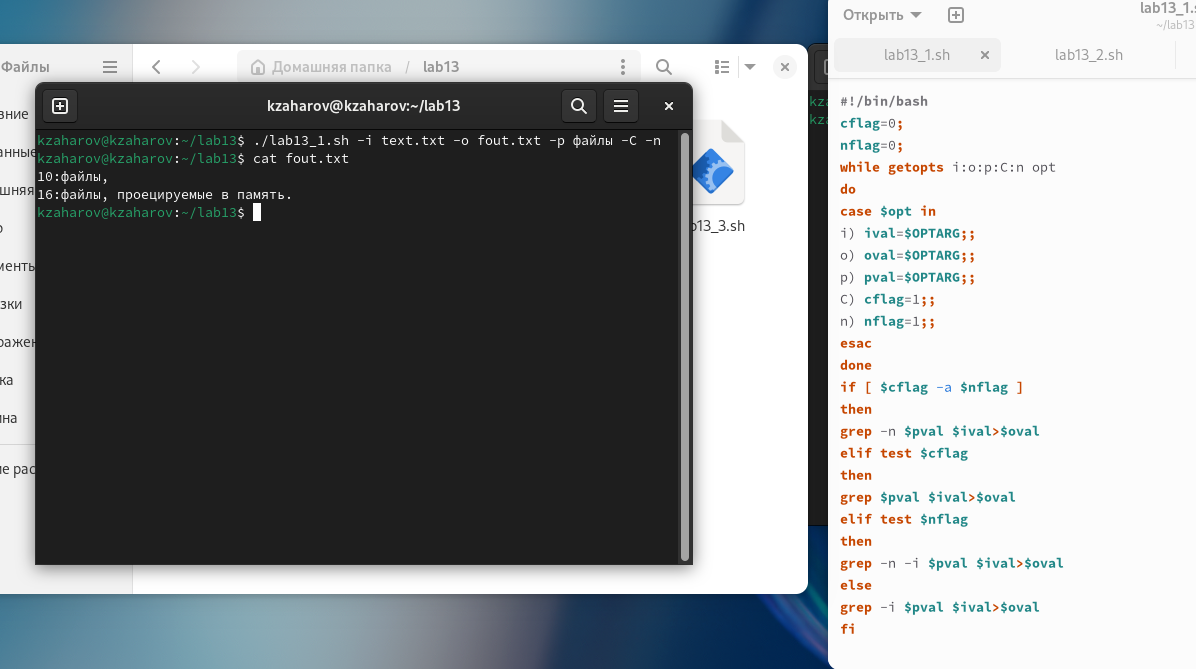 Файлы
Домашняя папка / lab13
kzaharov@kzaharov:~/lab13
kzaharov@kzaharov:~/lab13$ ./lab13_1.sh -i text.txt -o fout.txt -p файлы -C -n
kzaharov@kzaharov:~/lab13$ cat fout.txt
10:файлы,
16:файлы, проецируемые в память.
kzaharov@kzaharov:~/lab13$
Открыть
lab13_1.sh
lab13_2.sh
#!/bin/bash
cflag=0;
nflag=0;
while getopts i:o:p:C:n opt
do
case $opt in
i) ival=$OPTARG;;
o) oval=$OPTARG;;
p) pval=$OPTARG;;
C) cflag=1;;
n) nflag=1;;
esac
done
if [ $cflag -a $nflag ]
then
grep -n $pval $ival>$oval
elif test $cflag
then
grep $pval $ival>$oval
elif test $nflag
then
grep -n -i $pval $ival>$oval
else
grep -i $pval $ival>$oval
fi